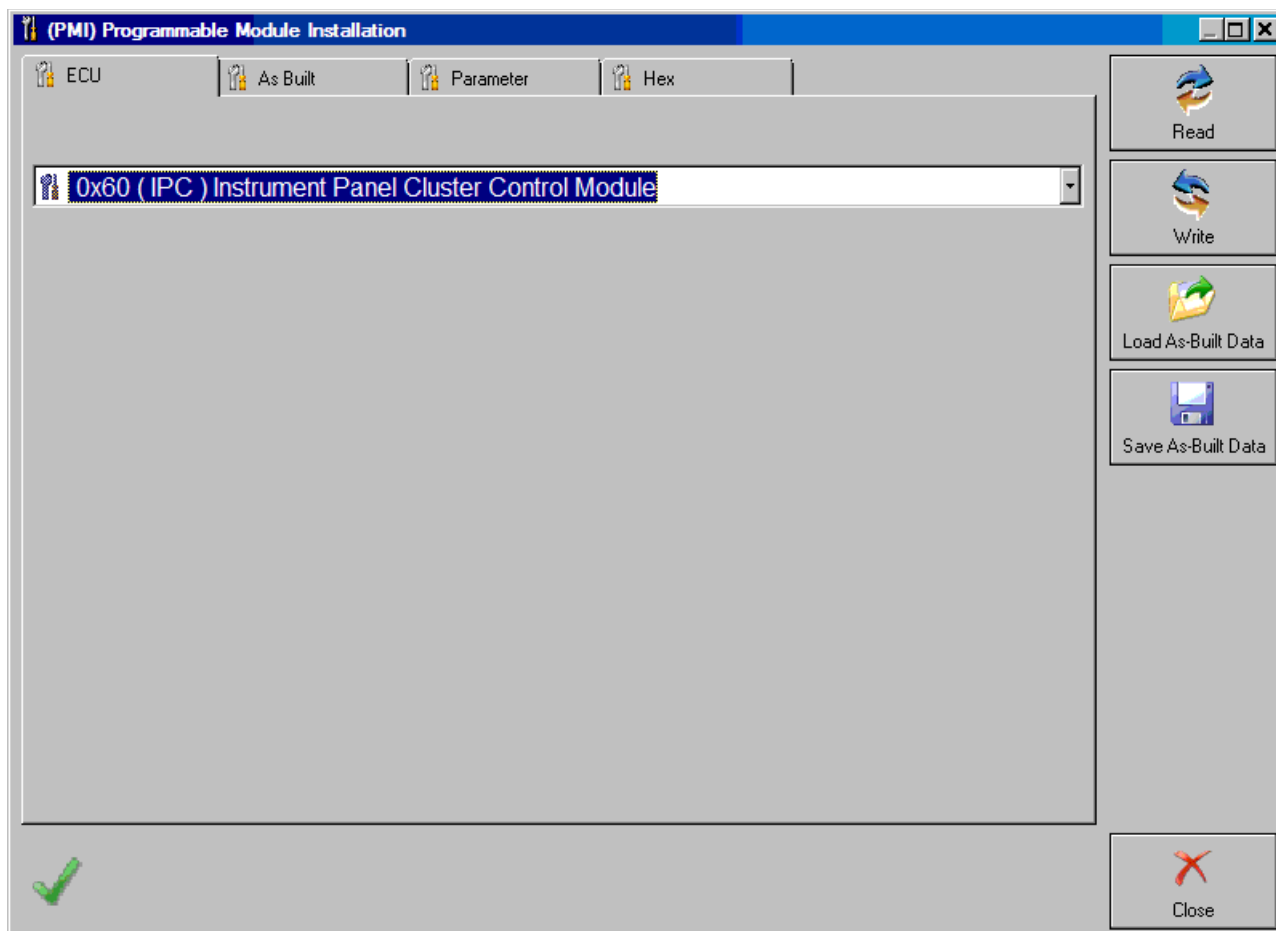 (PMI) Programmable Module Installation
ECU
As Built
Parameter
Hex
0x60 ( IPC ) Instrument Panel Cluster Control Module
Read
Write
Load As-Built Data
Save As-Built Data
Close